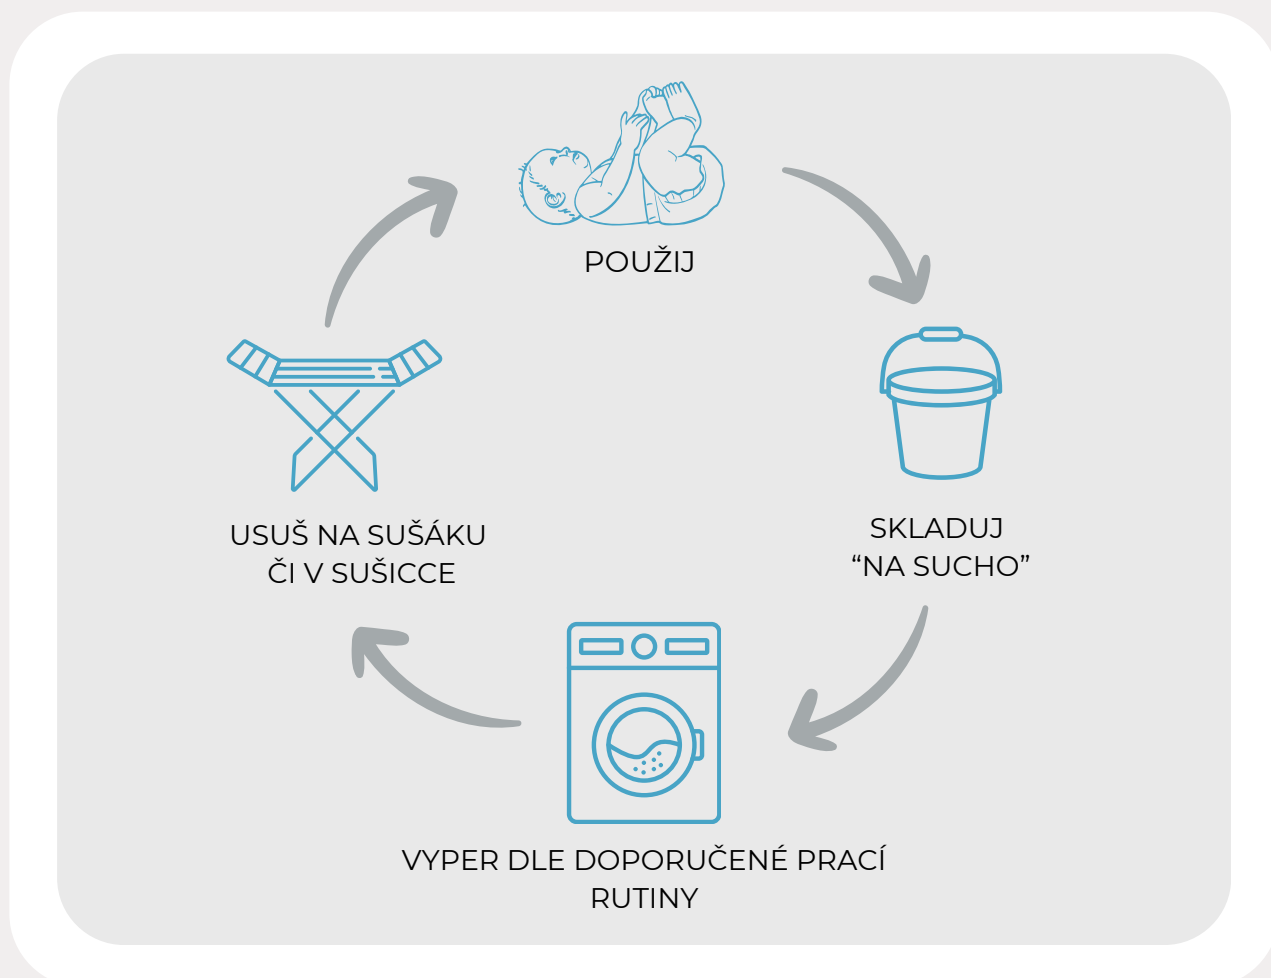 POUŽIJ
SKLADUJ
“NA SUCHO”
VYPER DLE DOPORUČENÉ PRACÍ
RUTINY
USUŠ NA SUŠÁKU
ČI V SUŠICCE